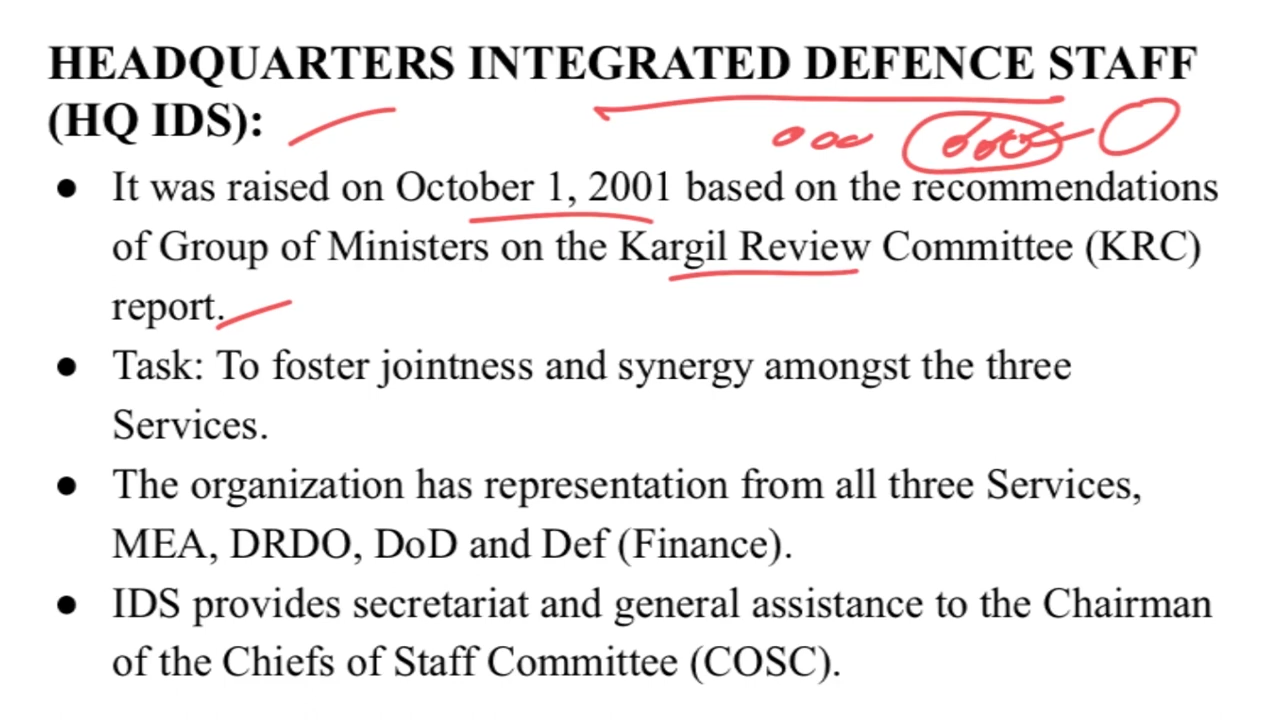 HEADQUARTERS INTEGRATED DEFENCE STAFF
(HQ IDS):
● It was raised on October 1, 2001 based on the recommendations
of Group of Ministers on the Kargil Review Committee (KRC)
report.
● Task: To foster jointness and synergy amongst the three
Services.
● The organization has representation from all three Services,
MEA, DRDO, DoD and Def (Finance).
● IDS provides secretariat and general assistance to the Chairman
of the Chiefs of Staff Committee (COSC).